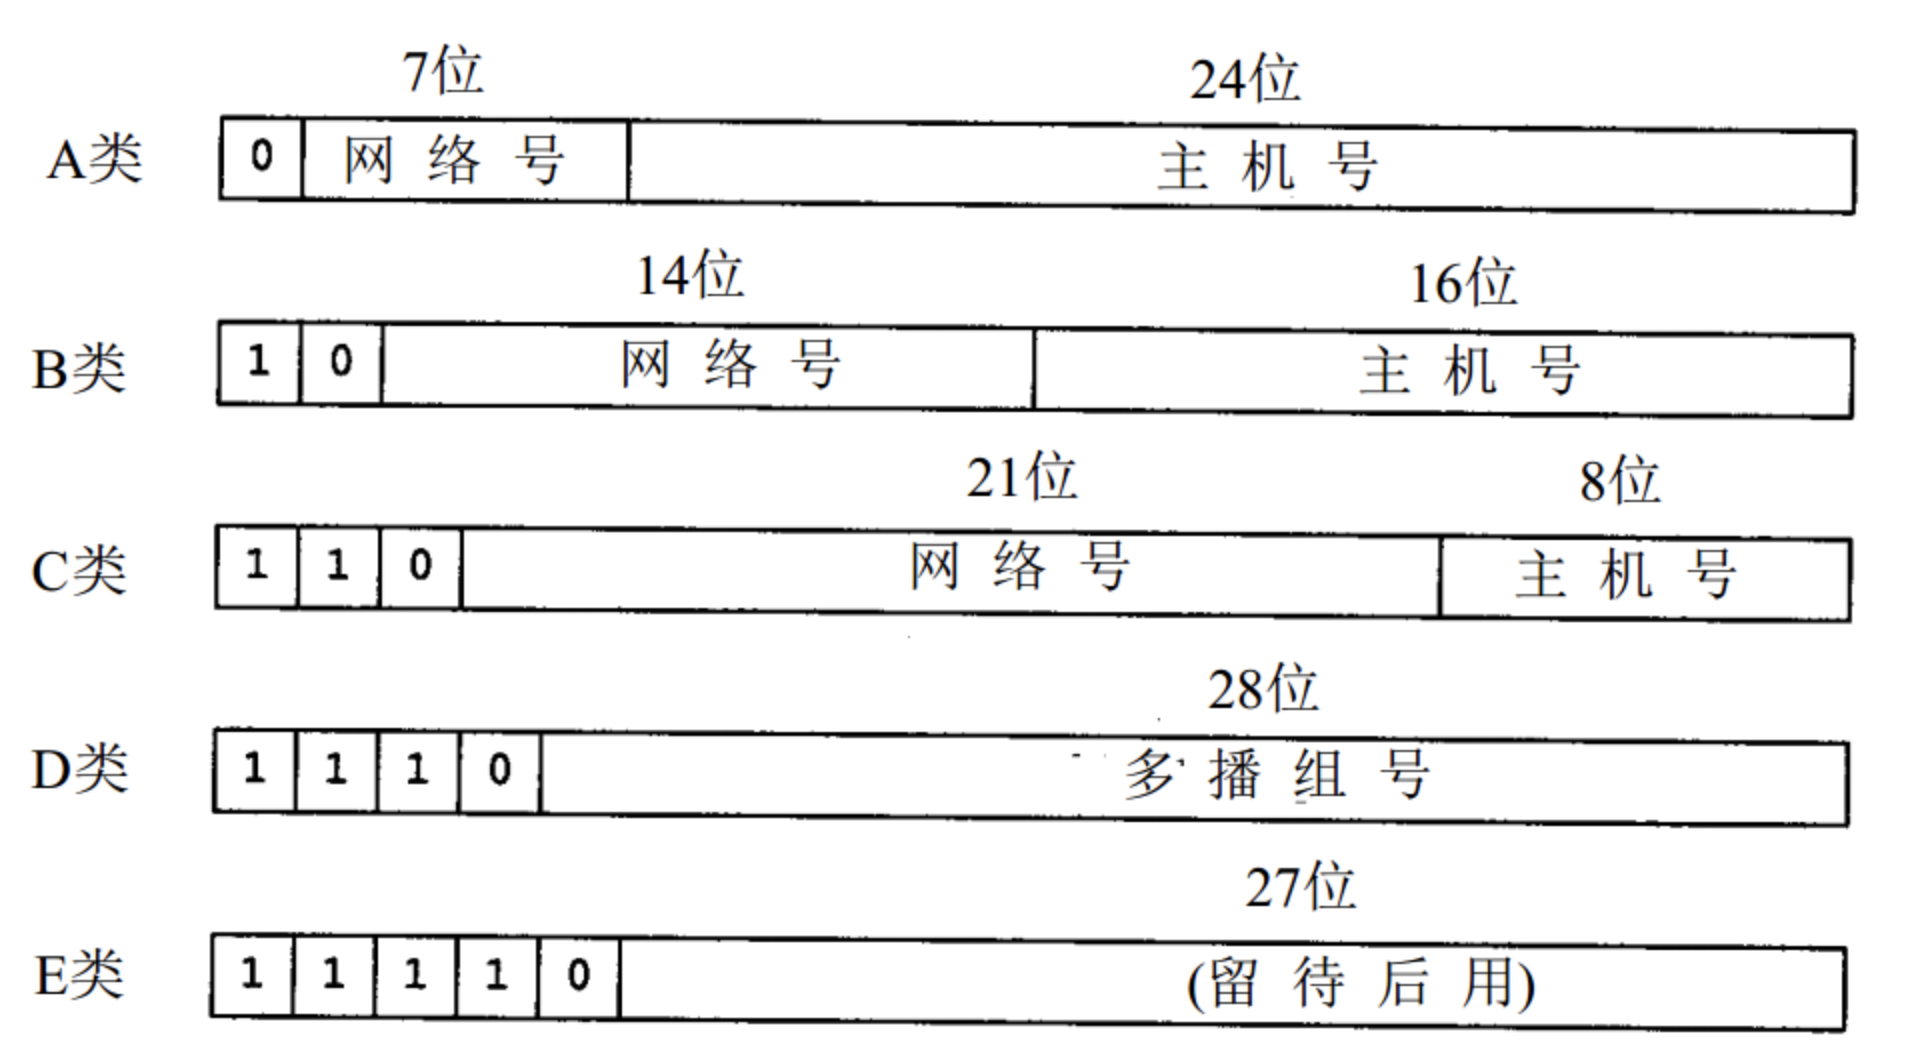 7位 24位
A类 0 网络号 主机号
14位 16位
B类 1 0 网络号 主机号
21位 8位
C类 1 1 0 网络号 主机号
28位
D类 1 1 1 0 多播组号
27位
E类 1 1 1 1 0 (留待后用)